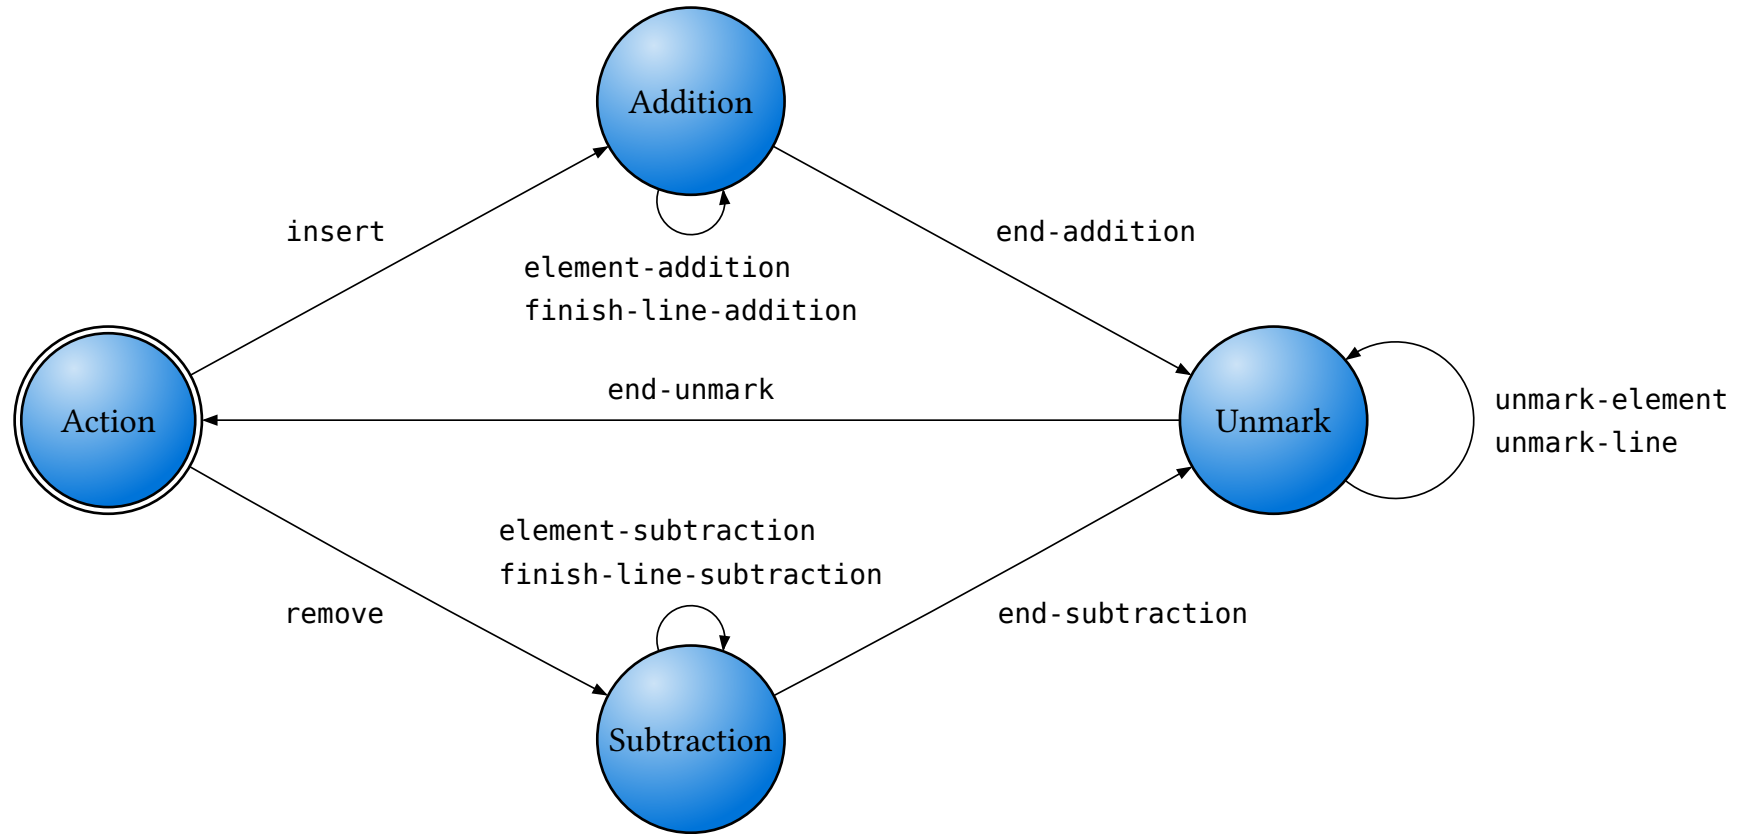 Addition
insert
end-addition
element-addition
finish-line-addition
end-unmark
Action
Unmark
unmark-element
unmark-line
element-subtraction
finish-line-subtraction
remove
end-subtraction
Subtraction